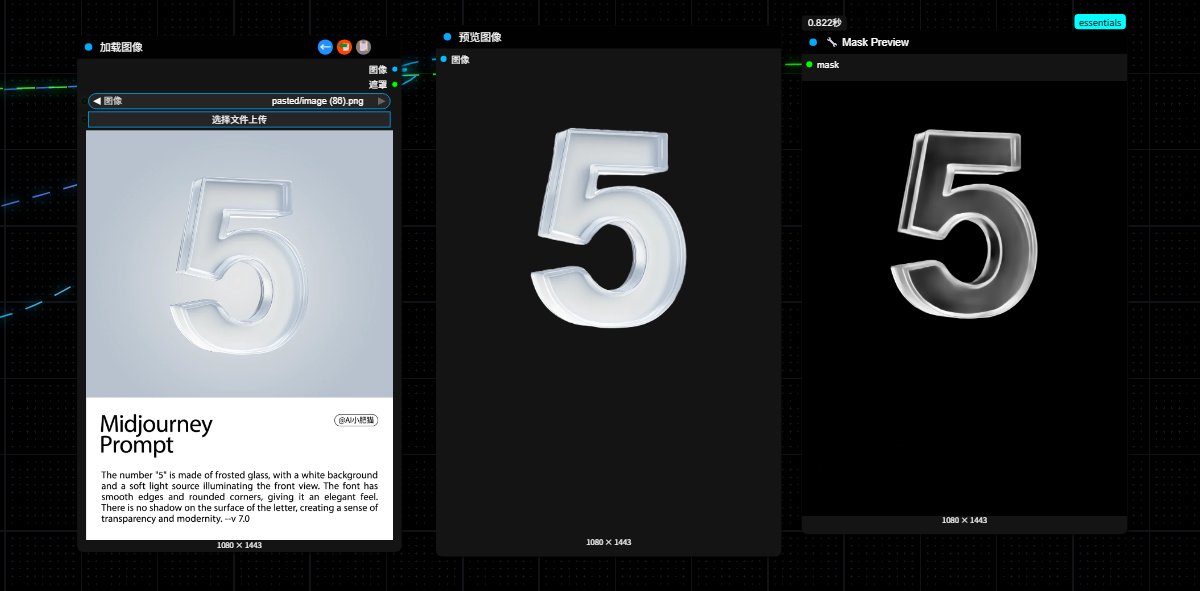 加载图像
图像
遮罩
图像 pasted/image (86).png
选择文件上传
5
Midjourney
Prompt
@AI小肥猫
The number "5" is made of frosted glass, with a white background
and a soft light source illuminating the front view. The font has
smooth edges and rounded corners, giving it an elegant feel.
There is no shadow on the surface of the letter, creating a sense of
transparency and modernity. --v 7.0
1080 × 1443
预览图像
图像
5
1080 × 1443
0.822秒
essentials
Mask Preview
mask
5
1080 × 1443